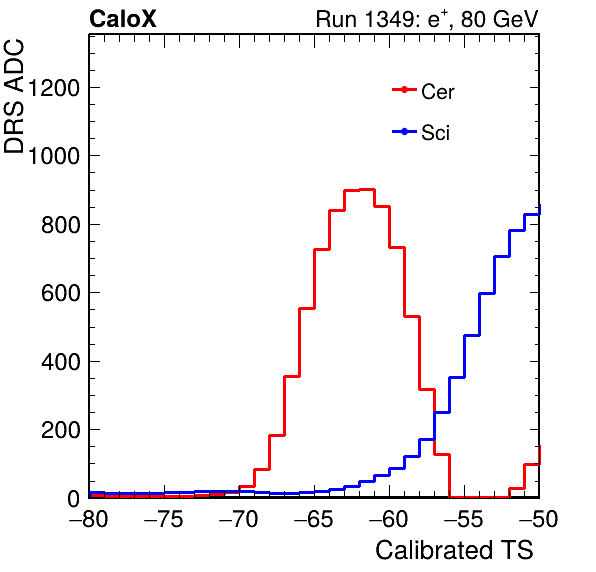 CaloX
Run 1349: e+, 80 GeV
DRS ADC
1200
1000
800
600
400
200
0
Cer
Sci
−80 −75 −70 −65 −60 −55 −50
Calibrated TS